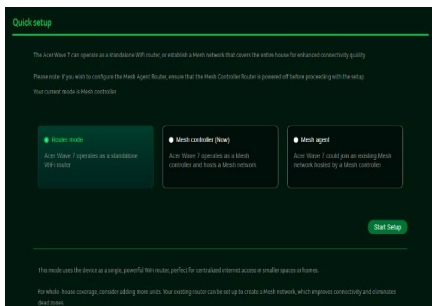 Quick setup
The Acer Wave 7 can operate as a standalone WiFi router, or establish a Mesh network that covers the entire house for enhanced connectivity quality
Please note: If you wish to configure the Mesh Agent Router, ensure that the Mesh Controller Router is powered off before proceeding with the setup.
Your current mode is Mesh controller
Router mode
Acer Wave 7 operates as a standalone
WiFi router
Mesh controller (Now)
Acer Wave 7 operates as a Mesh
controller and hosts a Mesh network
Mesh agent
Acer Wave 7 could join an existing Mesh
network hosted by a Mesh controller
Start Setup
This mode uses the device as a single, powerful WiFi router, perfect for centralized internet access in smaller spaces or homes.
For whole-house coverage, consider adding more units. Your existing router can be set up to create a Mesh network, which improves connectivity and eliminates
dead zones.